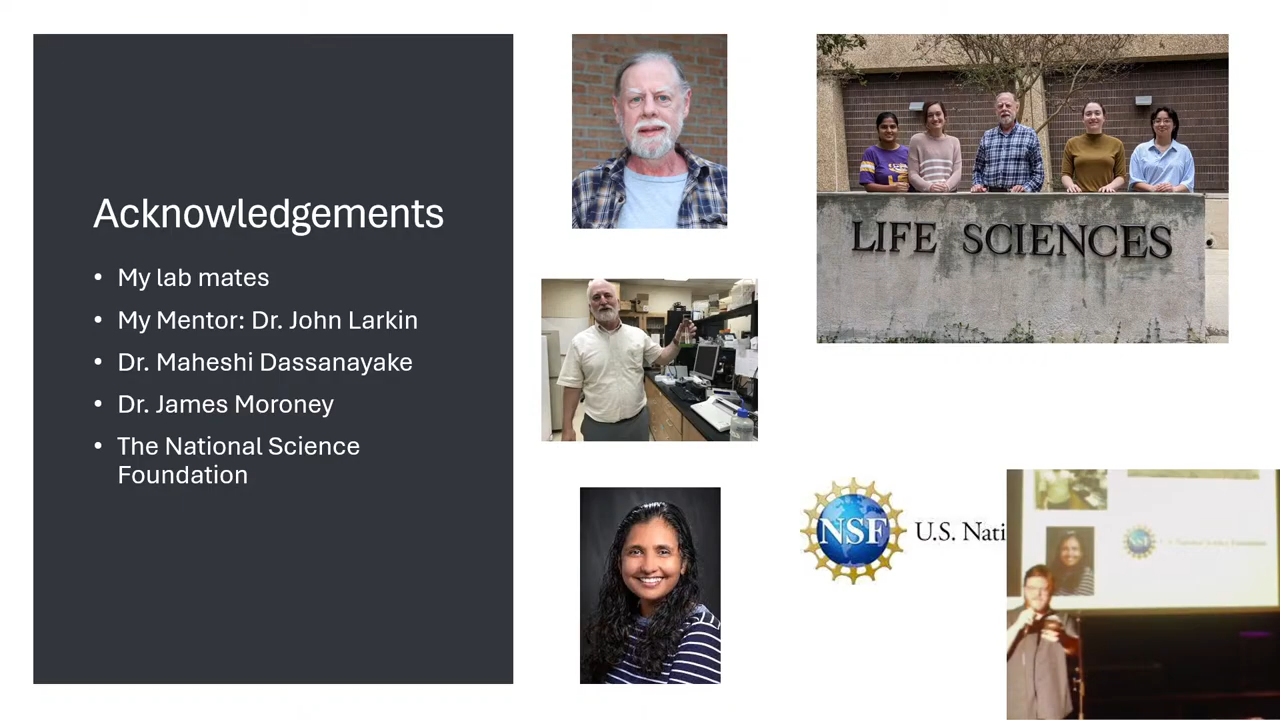 Acknowledgements
• My lab mates
• My Mentor: Dr. John Larkin
• Dr. Maheshi Dassanayake
• Dr. James Moroney
• The National Science
Foundation
LIFE SCIENCES
NSF
U.S. Nati
NSF